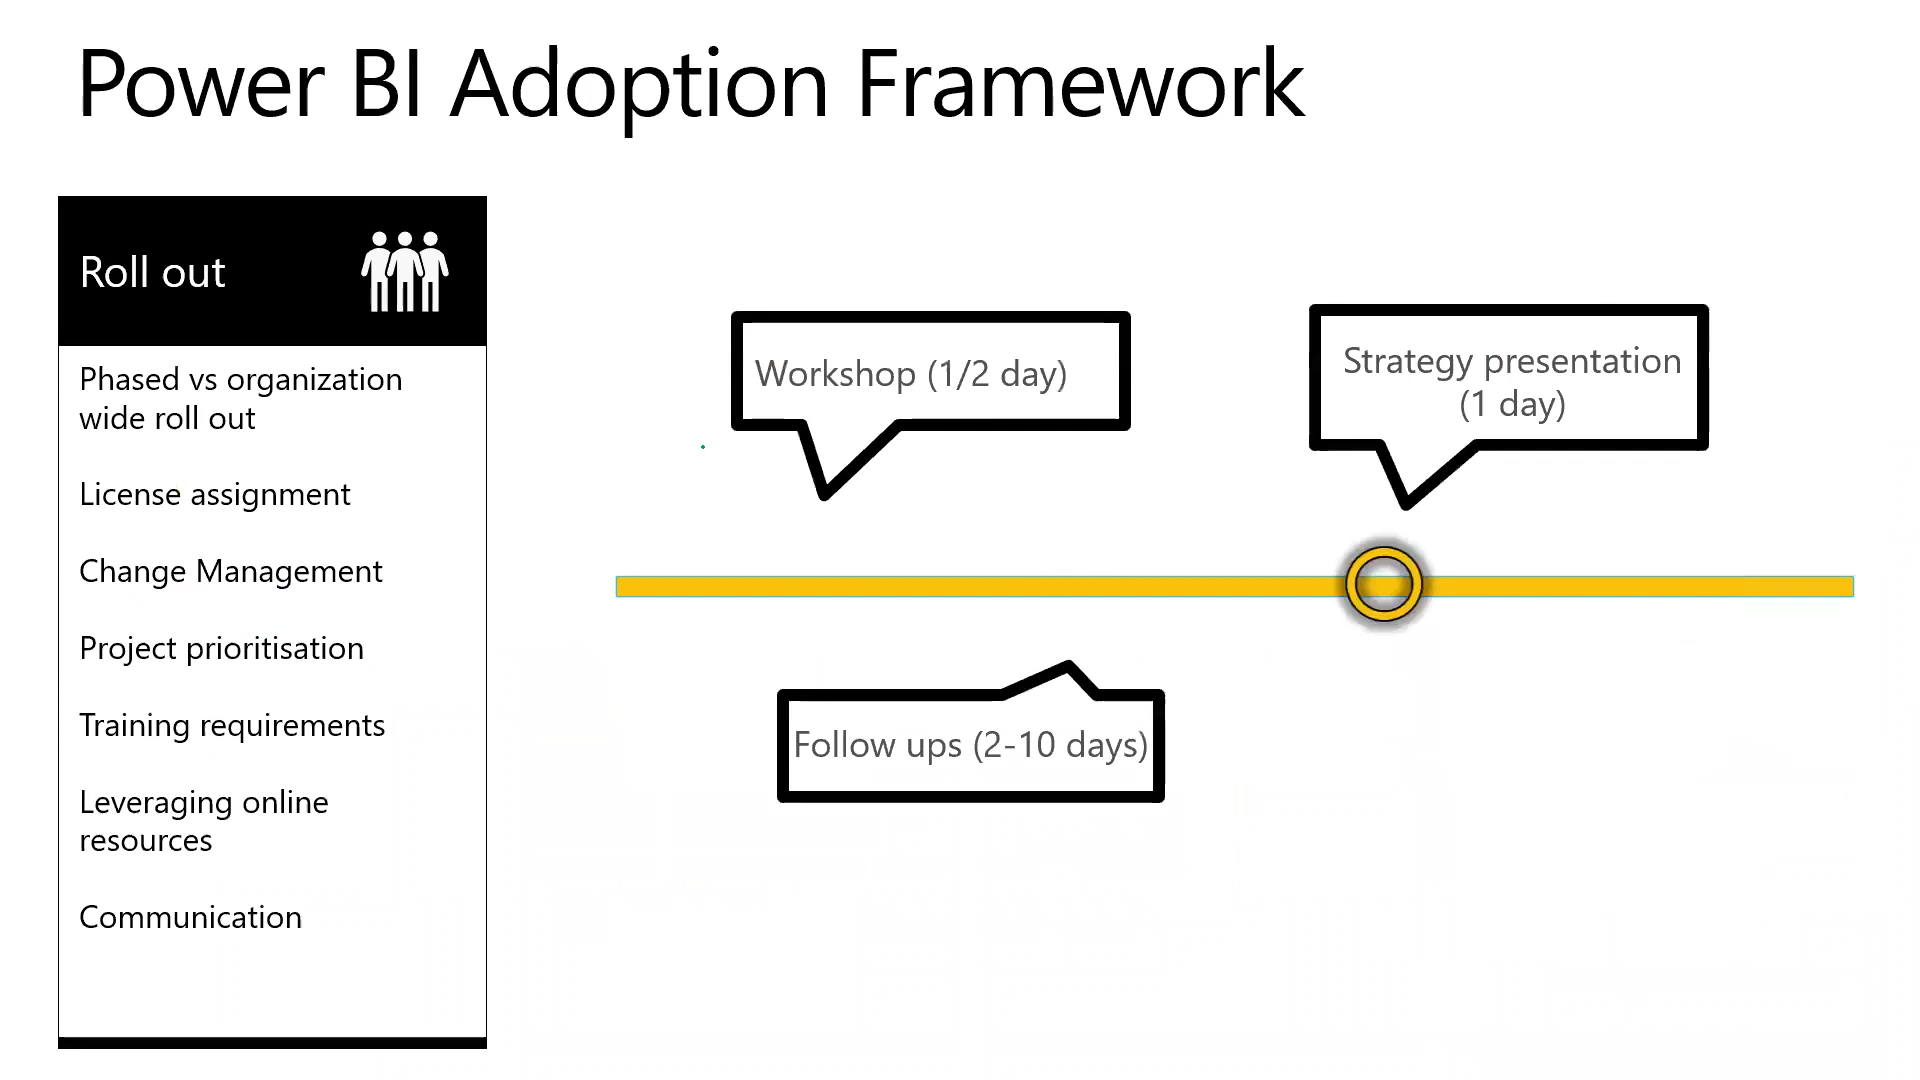 Power BI Adoption Framework
Roll out
Phased vs organization
wide roll out
License assignment
Change Management
Project prioritisation
Training requirements
Leveraging online
resources
Communication
Workshop (1/2 day)
Strategy presentation
(1 day)
Follow ups (2-10 days)